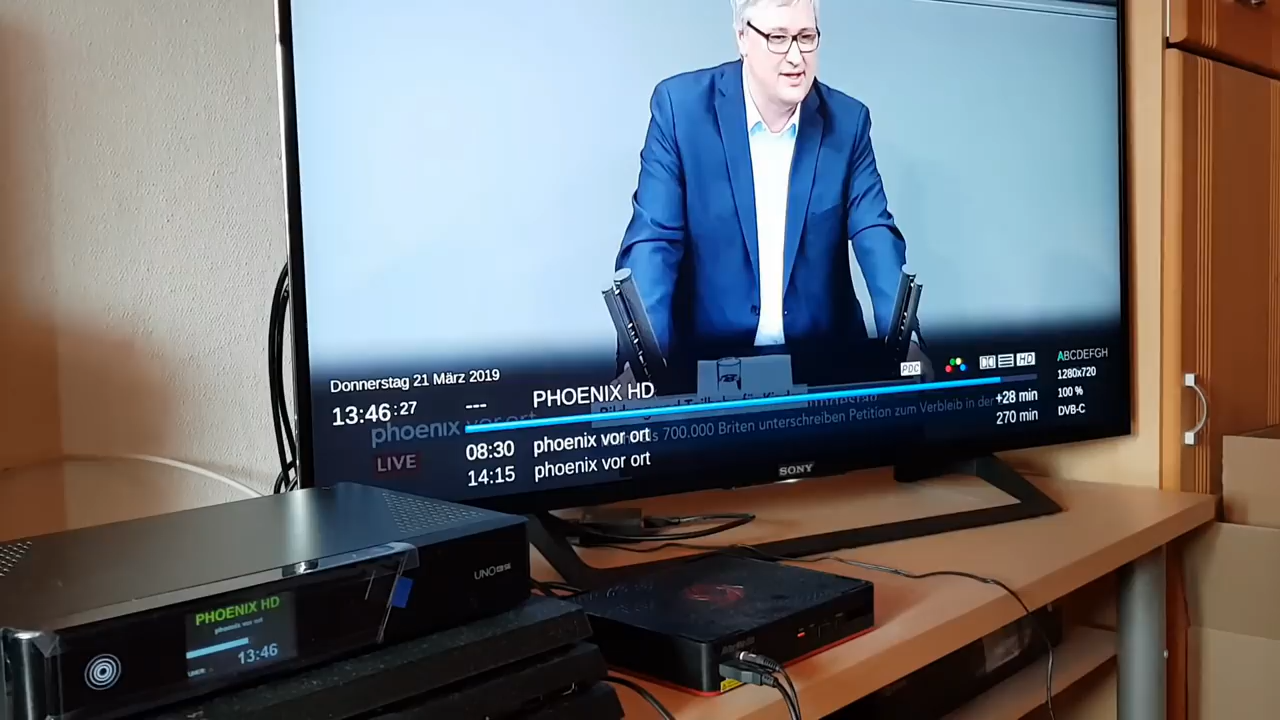 Donnerstag 21 März 2019
13:46:27
---
PHOENIX HD
PDC
HD
ABCDEFGH
1280x720
100 %
DVB-C
+28 min
270 min
phoenix vor ort
LIVE
700.000 Briten unterschreiben Petition zum Verbleib in der
08:30 phoenix vor ort
14:15 phoenix vor ort
SONY
UNO
PHOENIX HD
phoenix vor ort
13:46